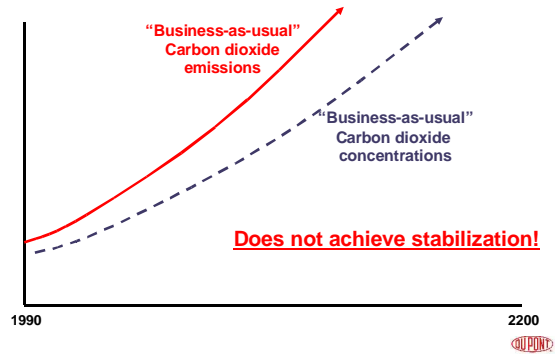 “Business-as-usual”
Carbon dioxide
emissions
“Business-as-usual”
Carbon dioxide
concentrations
Does not achieve stabilization!
1990
2200
DUPONT